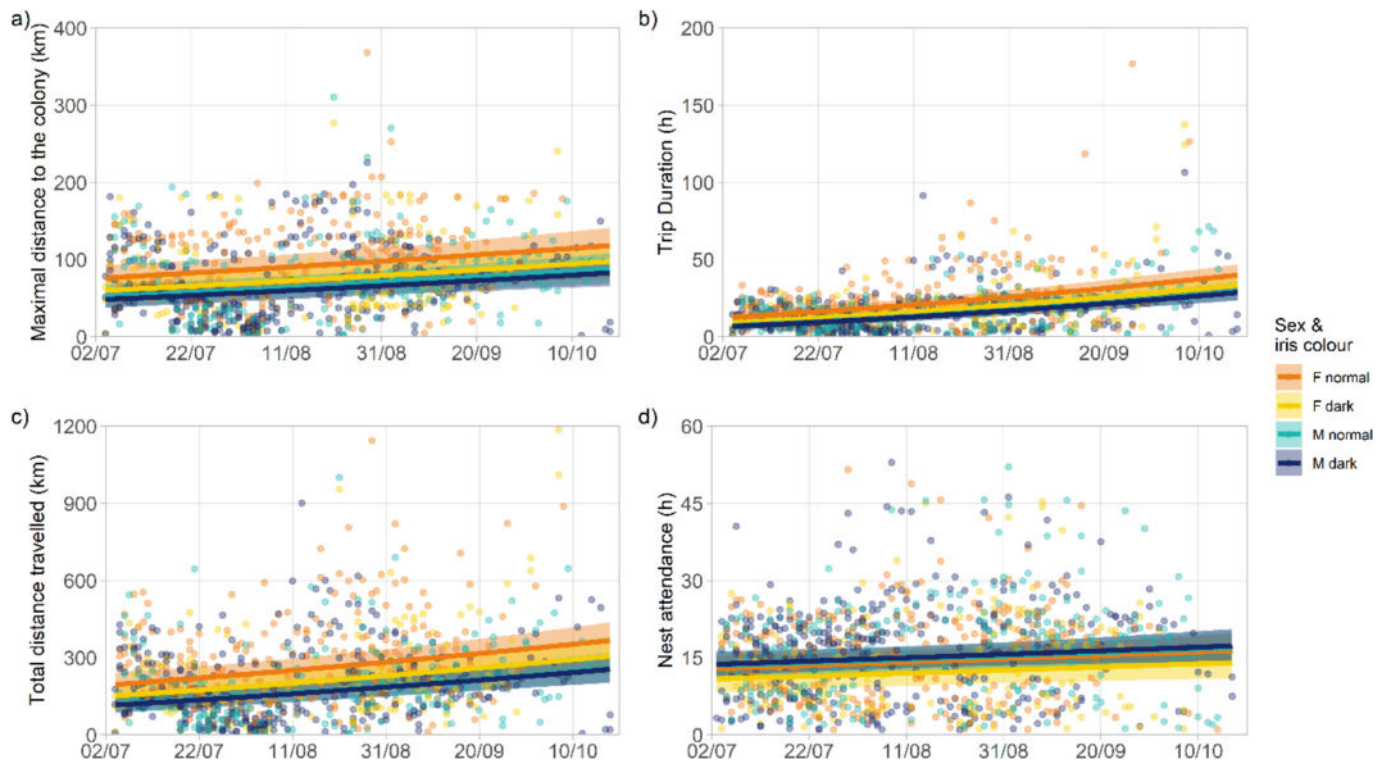 a)
Maximal distance to the colony (km)
400
300
200
100
0
02/07 22/07 11/08 31/08 20/09 10/10
b)
Trip Duration (h)
200
150
100
50
0
02/07 22/07 11/08 31/08 20/09 10/10
Sex &
iris colour
F normal
F dark
M normal
M dark
c)
Total distance travelled (km)
1200
900
600
300
0
02/07 22/07 11/08 31/08 20/09 10/10
d)
Nest attendance (h)
60
45
30
15
0
02/07 22/07 11/08 31/08 20/09 10/10